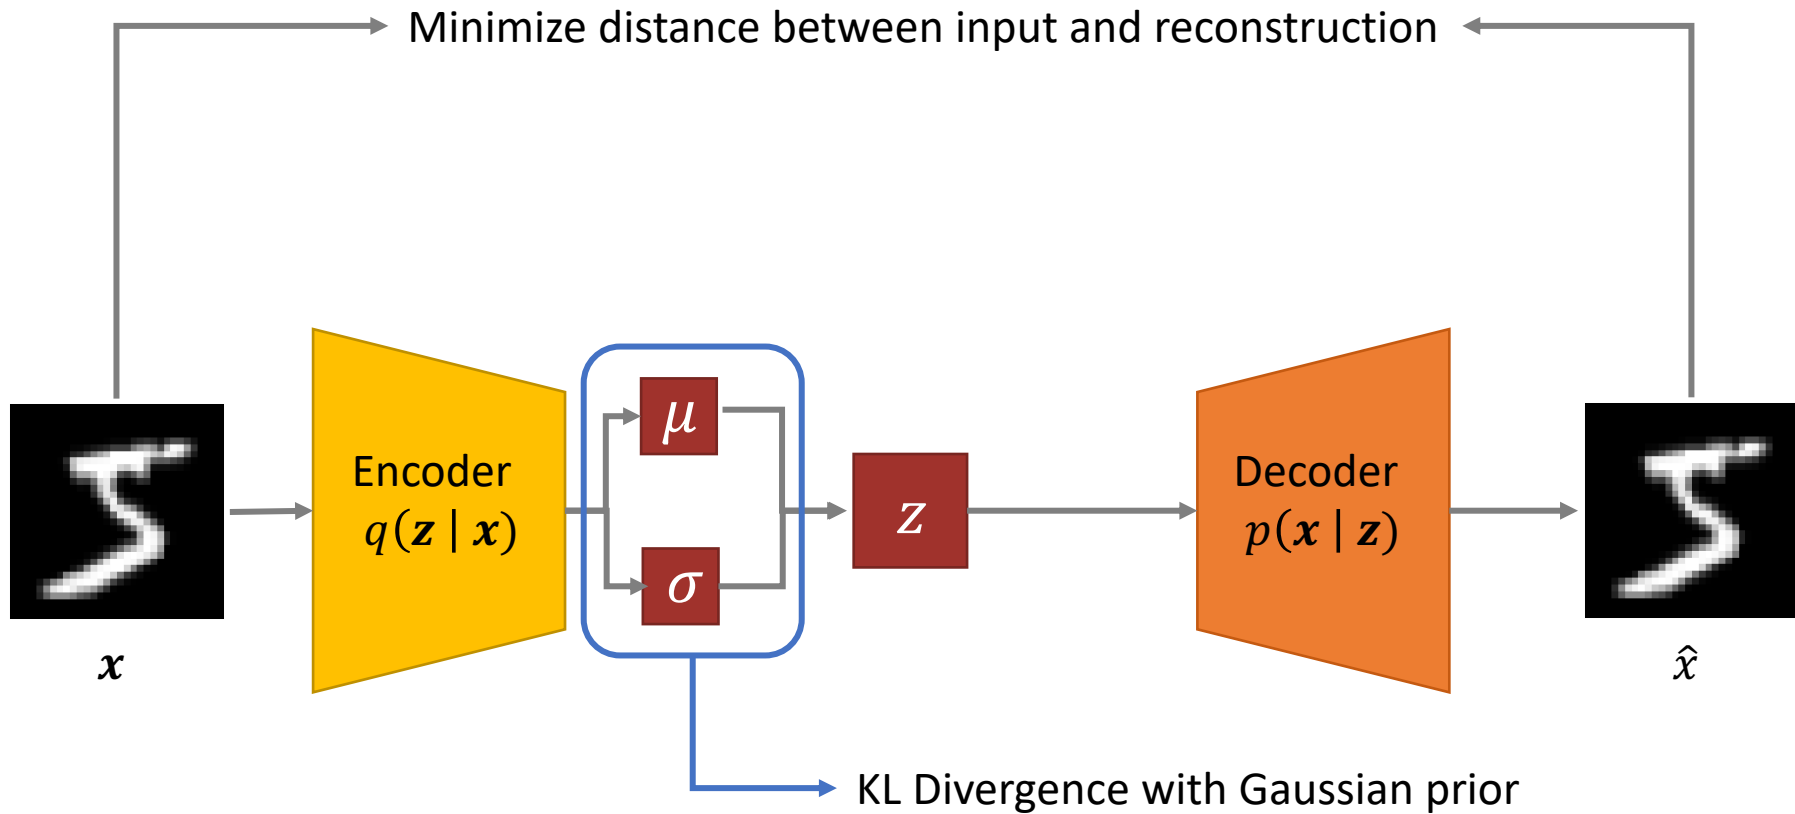 Minimize distance between input and reconstruction
Encoder
q(z | x)
μ
σ
z
Decoder
p(x | z)
x
x̂
KL Divergence with Gaussian prior